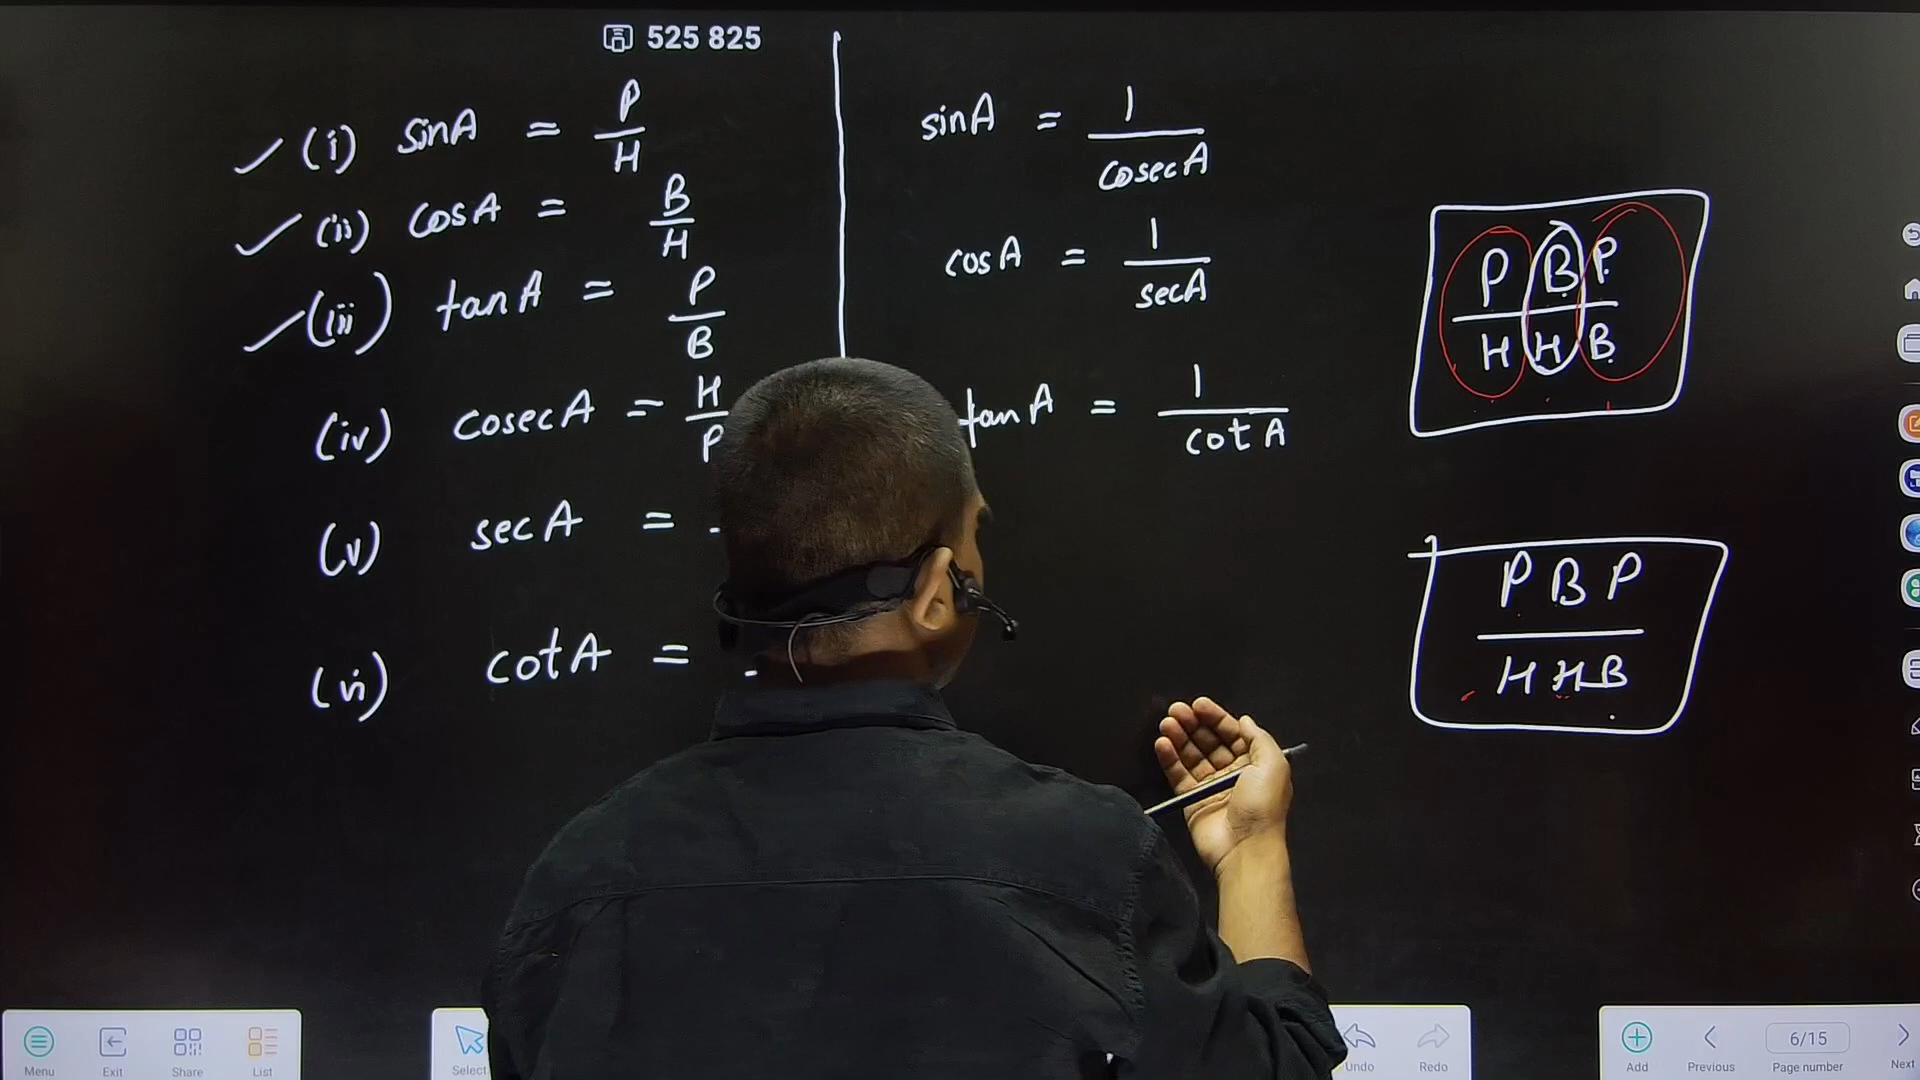 525 825
(i) sinA = P/H
(ii) cosA = B/H
(iii) tanA = P/B
(iv) cosecA = H/P
(v) secA =
(vi) cotA =
sinA = 1/cosecA
cosA = 1/secA
tanA = 1/cotA
P B P
H H B
P B P
H H B
Menu
Exit
Share
List
Select
Undo
Redo
Add
Previous
6/15
Page number
Next